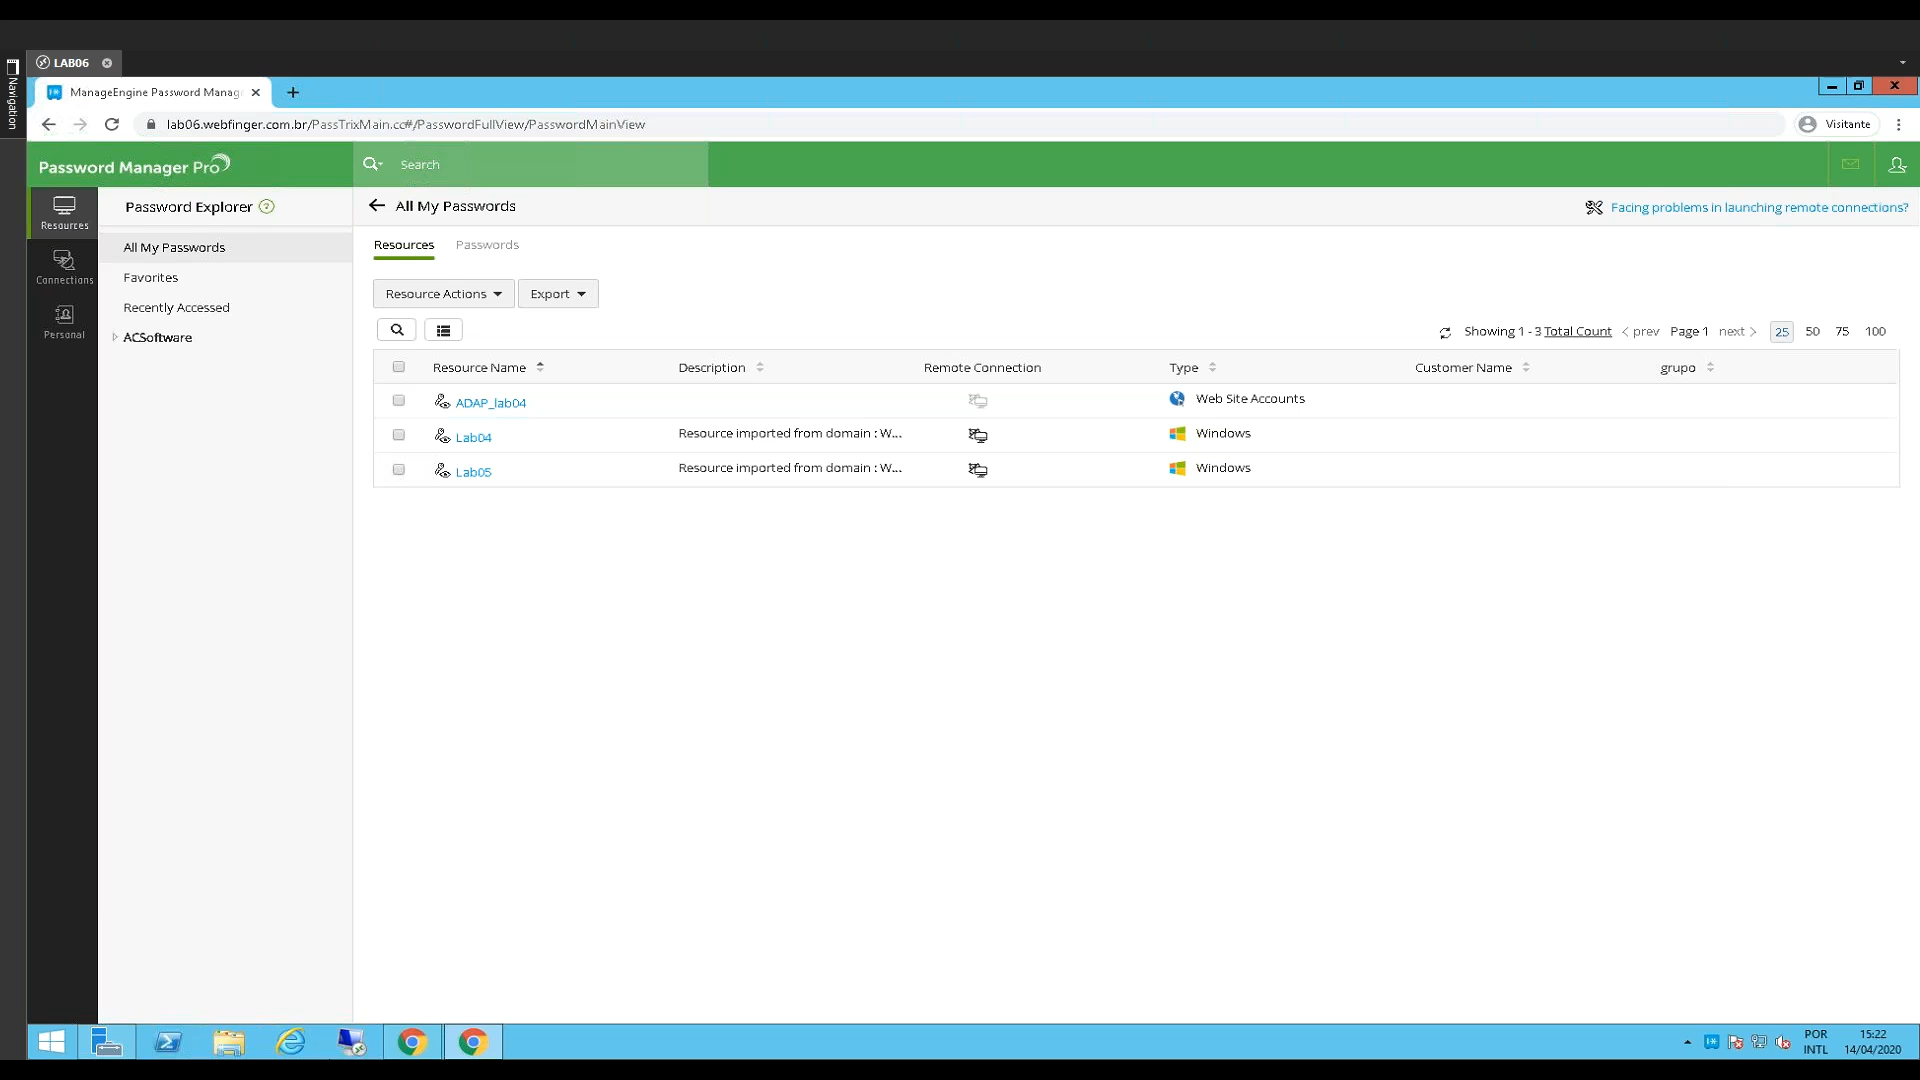 LAB06
Navigation
ManageEngine Password Manag
lab06.webfinger.com.br/PassTrixMain.cc#/PasswordFullView/PasswordMainView
Visitante
Password Manager Pro
Search
Resources
Connections
Personal
Password Explorer
All My Passwords
Favorites
Recently Accessed
ACSoftware
All My Passwords
Facing problems in launching remote connections?
Resources Passwords
Resource Actions Export
Showing 1 - 3 Total Count < prev Page 1 next > 25 50 75 100
Resource Name Description Remote Connection Type Customer Name grupo
ADAP_lab04 Web Site Accounts
Lab04 Resource imported from domain : W... Windows
Lab05 Resource imported from domain : W... Windows
POR
INTL
15:22
14/04/2020